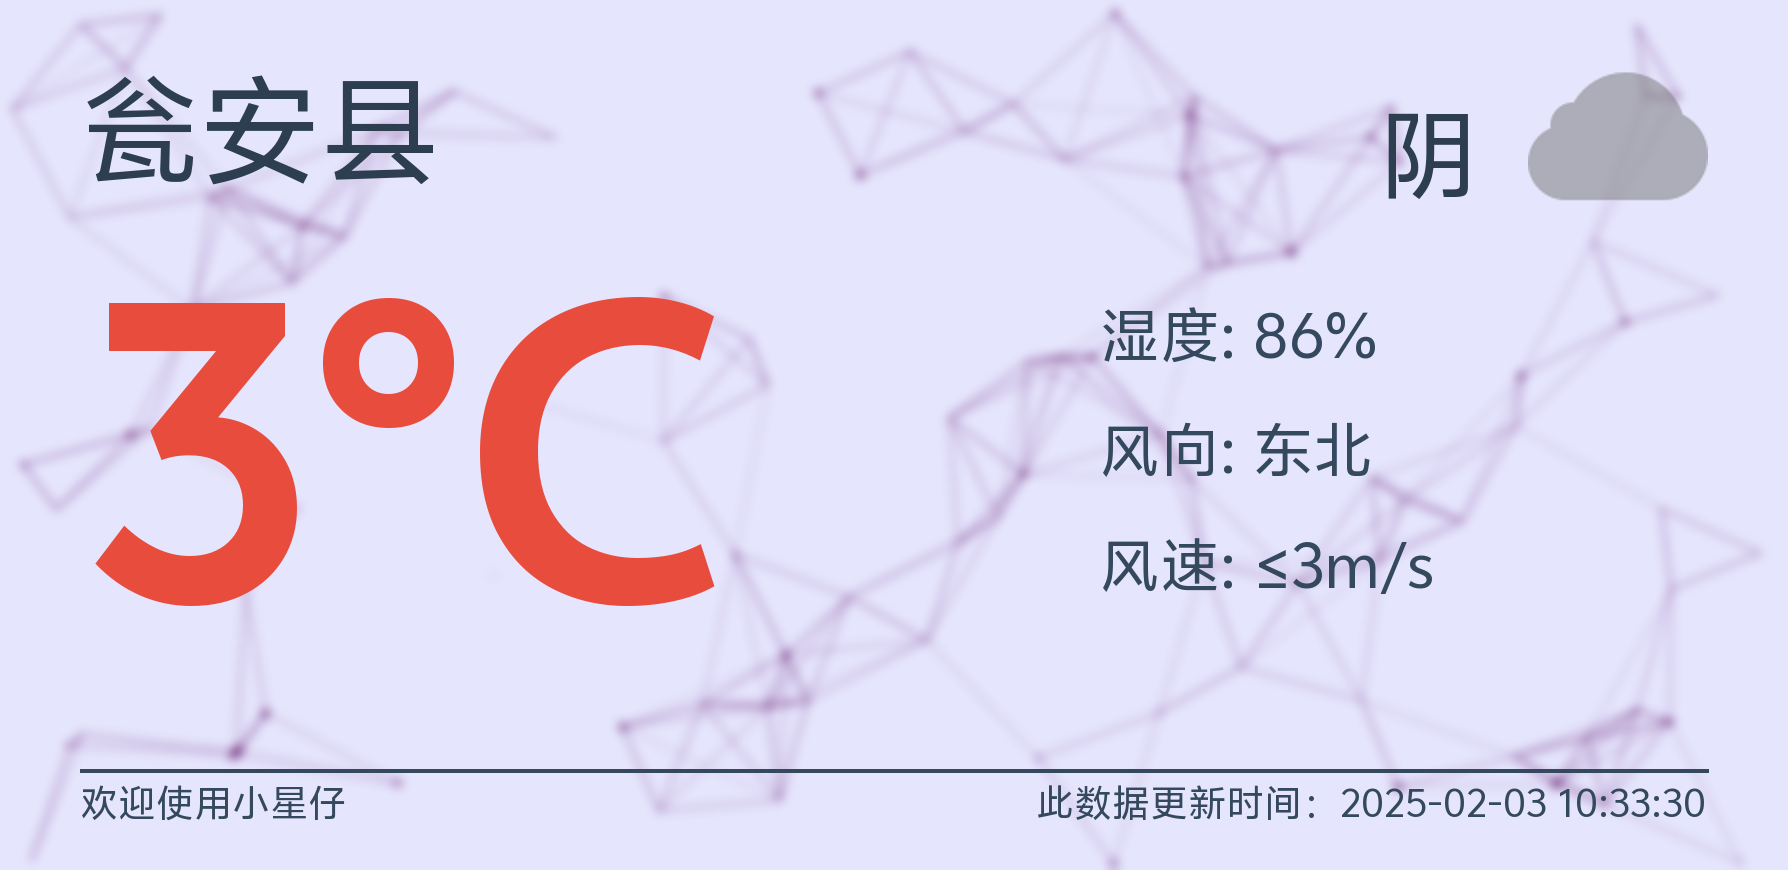 瓮安县
阴
3°C
湿度: 86%
风向: 东北
风速: ≤3m/s
欢迎使用小星仔
此数据更新时间：2025-02-03 10:33:30